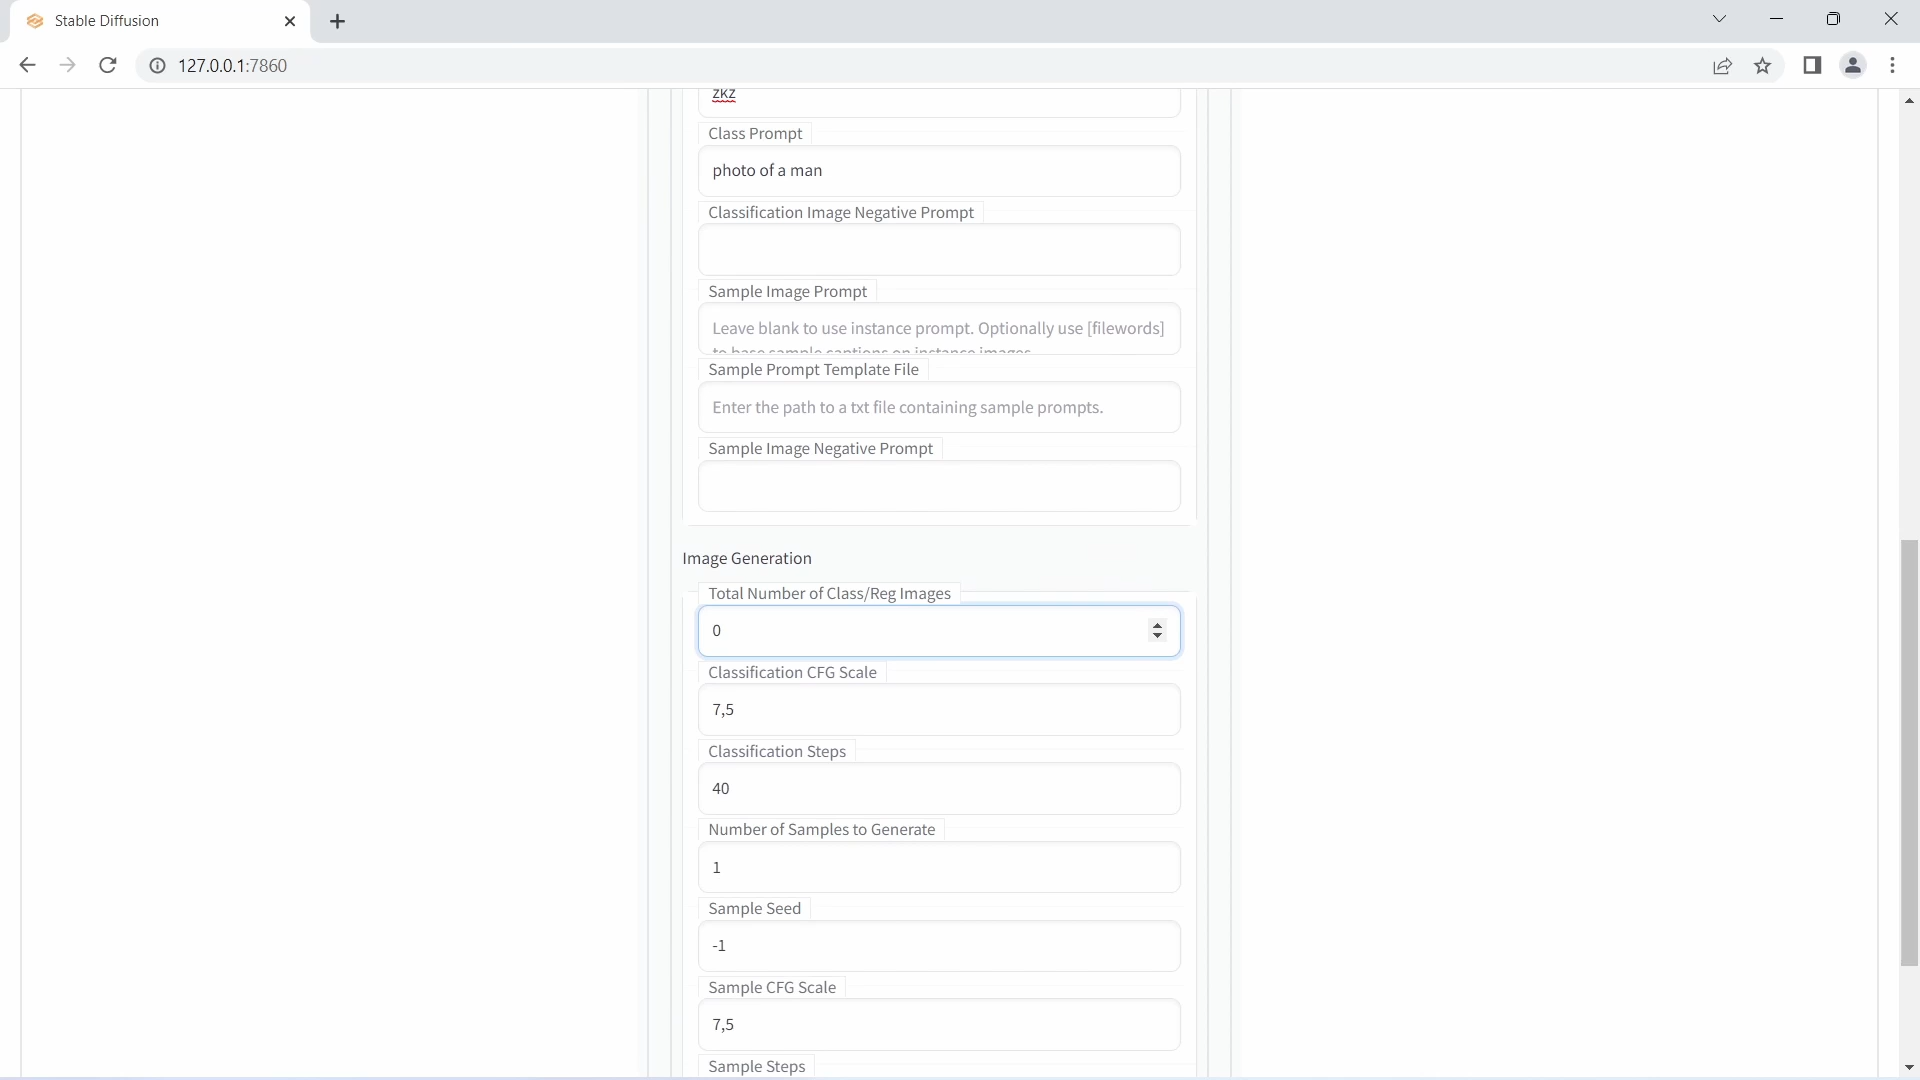 Stable Diffusion
127.0.0.1:7860
zkz
Class Prompt
photo of a man
Classification Image Negative Prompt
Sample Image Prompt
Leave blank to use instance prompt. Optionally use [filewords]
to base sample captions on instance images.
Sample Prompt Template File
Enter the path to a txt file containing sample prompts.
Sample Image Negative Prompt
Image Generation
Total Number of Class/Reg Images
0
Classification CFG Scale
7,5
Classification Steps
40
Number of Samples to Generate
1
Sample Seed
-1
Sample CFG Scale
7,5
Sample Steps